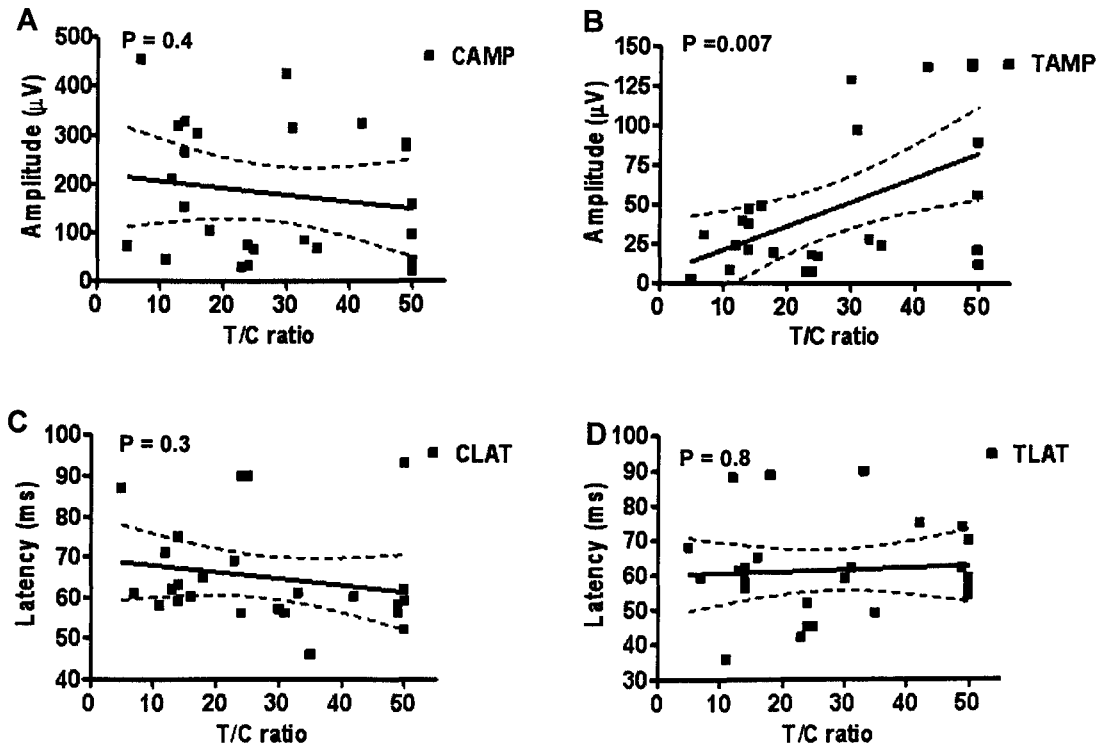 A
P = 0.4
CAMP
500
400
300
200
100
0
Amplitude (µV)
0 10 20 30 40 50
T/C ratio
B
P =0.007
TAMP
150
125
100
75
50
25
0
Amplitude (µV)
0 10 20 30 40 50
T/C ratio
C
P = 0.3
CLAT
100
90
80
70
60
50
40
Latency (ms)
0 10 20 30 40 50
T/C ratio
D
P = 0.8
TLAT
100
90
80
70
60
50
40
30
Latency (ms)
0 10 20 30 40 50
T/C ratio